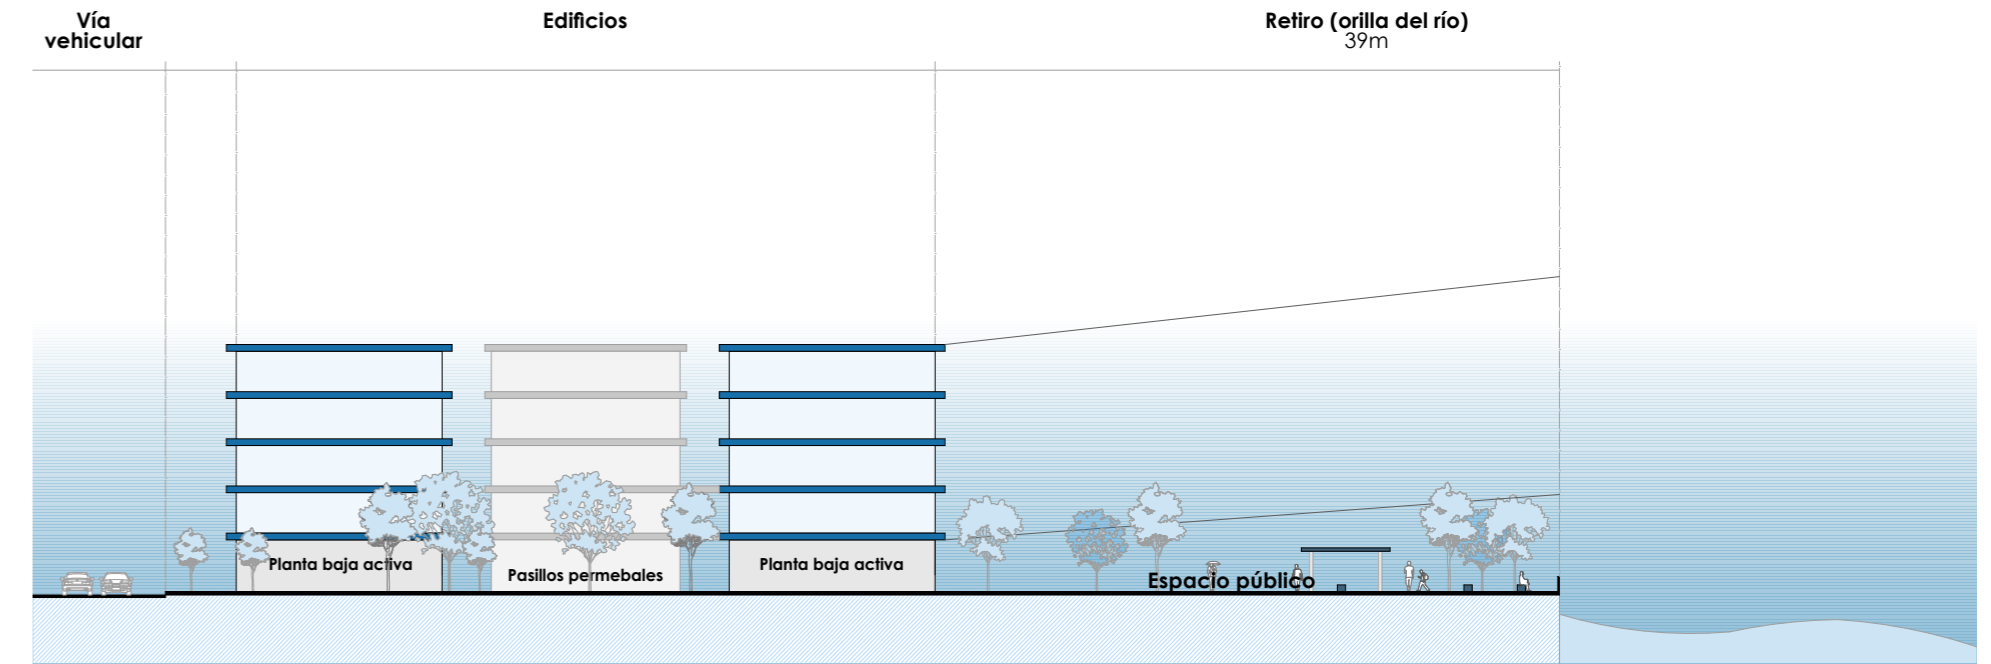 Vía
vehicular
Edificios
Retiro (orilla del río)
39m
Planta baja activa
Pasillos permebales
Planta baja activa
Espacio público